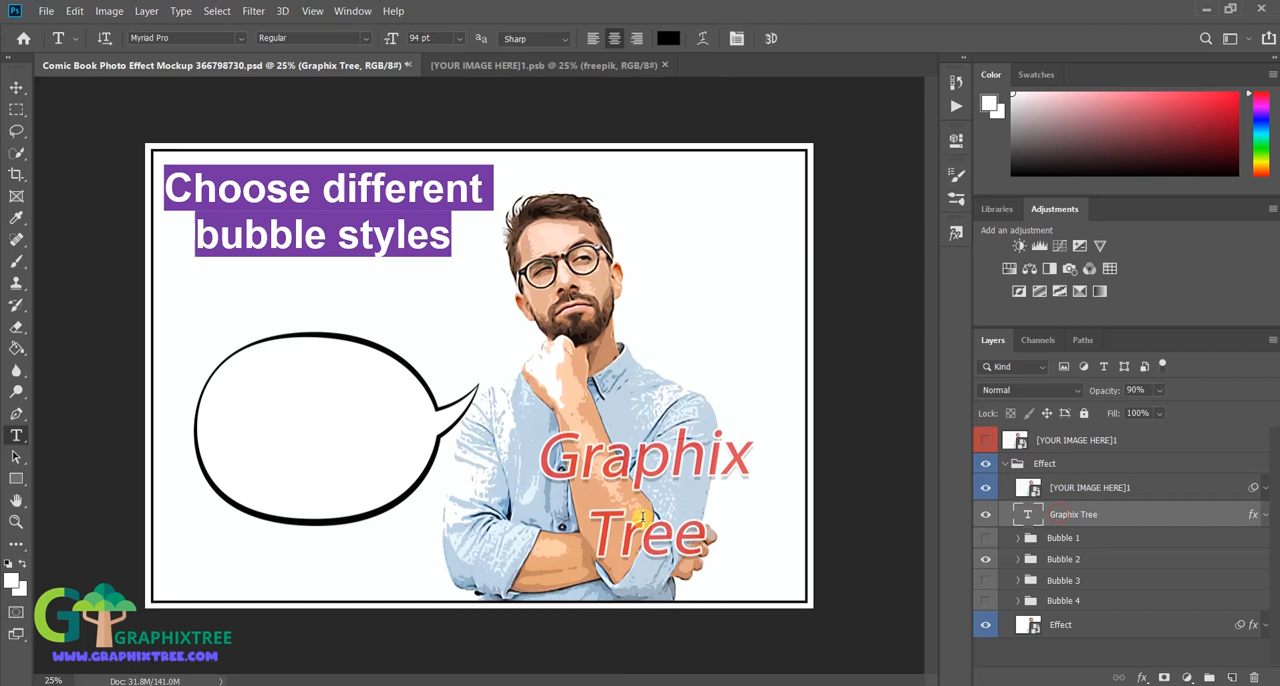 Ps File Edit Image Layer Type Select Filter 3D View Window Help
T Myriad Pro Regular 94 pt Sharp 3D
Comic Book Photo Effect Mockup 366798730.psd @ 25% (Graphix Tree, RGB/8#) * [YOUR IMAGE HERE]1.psb @ 25% (freepik, RGB/8#)
Color Swatches
Choose different
bubble styles
Libraries Adjustments
Add an adjustment
Layers Channels Paths
Kind
Normal Opacity: 90%
Lock: Fill: 100%
[YOUR IMAGE HERE]1
Effect
[YOUR IMAGE HERE]1
Graphix Tree
Bubble 1
Bubble 2
Bubble 3
Bubble 4
Effect
Graphix
Tree
GRAPHIXTREE
WWW.GRAPHIXTREE.COM
25% Doc: 31.8M/141.0M